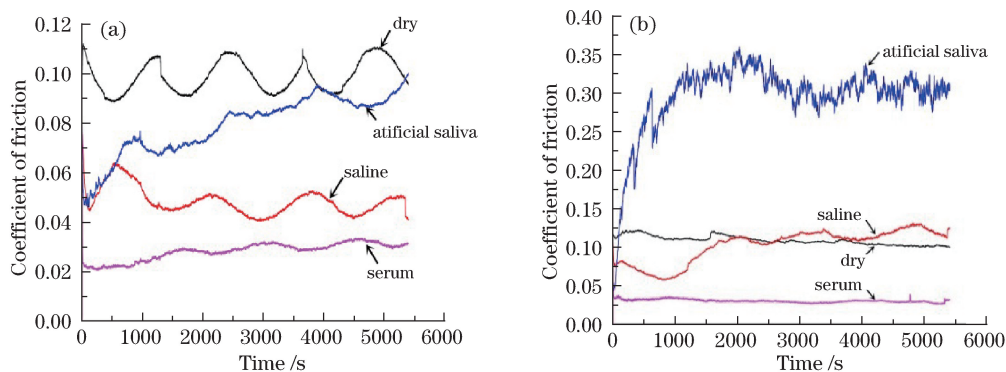 (a)
dry
atificial saliva
saline
serum
0.12
0.10
0.08
0.06
0.04
0.02
0.00
Coefficient of friction
0
1000
2000
3000
4000
5000
6000
Time /s
(b)
atificial saliva
saline
dry
serum
0.40
0.35
0.30
0.25
0.20
0.15
0.10
0.05
0.00
Coefficient of friction
0
1000
2000
3000
4000
5000
6000
Time /s